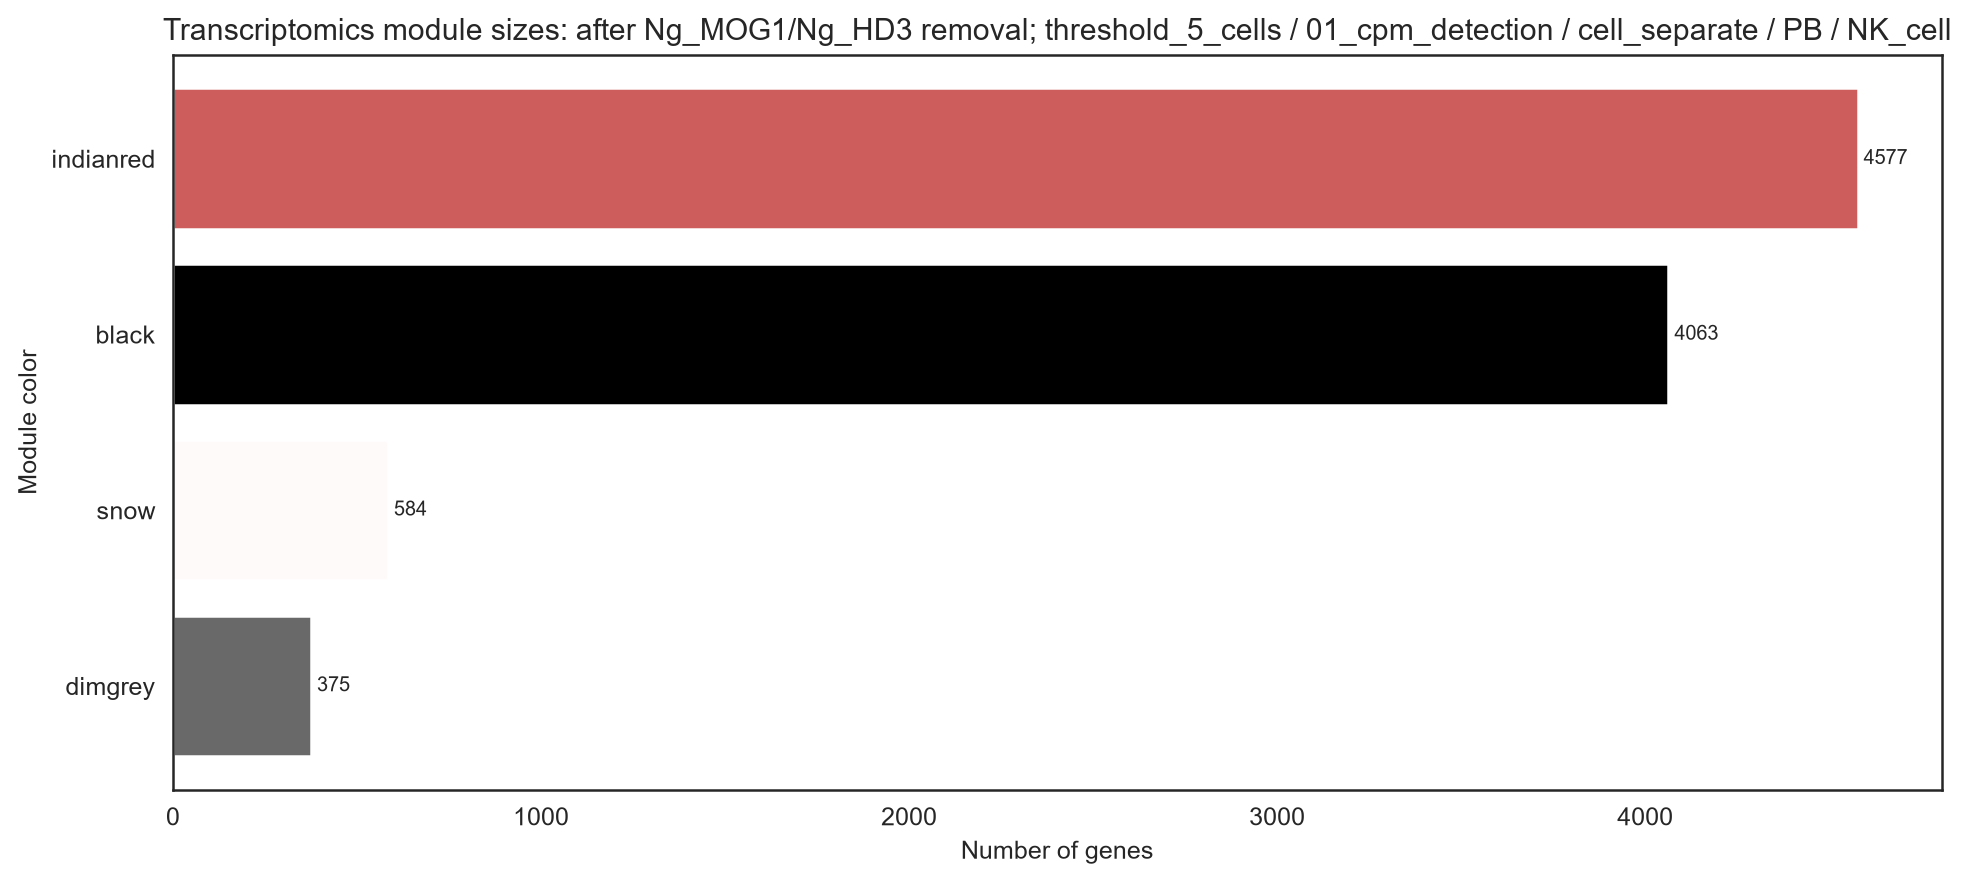 Transcriptomics module sizes: after Ng_MOG1/Ng_HD3 removal; threshold_5_cells / 01_cpm_detection / cell_separate / PB / NK_cell
indianred
4577
black
4063
snow
584
dimgrey
375
Module color
0 1000 2000 3000 4000
Number of genes